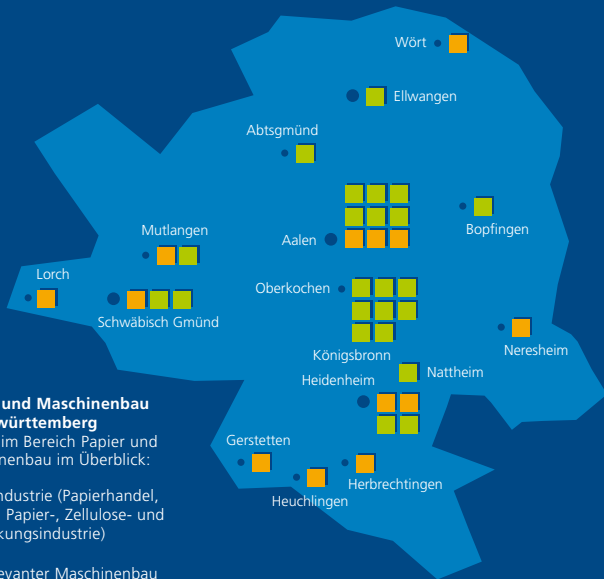 Wört
Ellwangen
Abtsgmünd
Bopfingen
Aalen
Mutlangen
Lorch
Schwäbisch Gmünd
Oberkochen
Neresheim
Königsbronn
Nattheim
Heidenheim
Gerstetten
Herbrechtingen
Heuchlingen
und Maschinenbau
württemberg
im Bereich Papier und
nenbau im Überblick:
ndustrie (Papierhandel,
Papier-, Zellulose- und
kungsindustrie)
evanter Maschinenbau